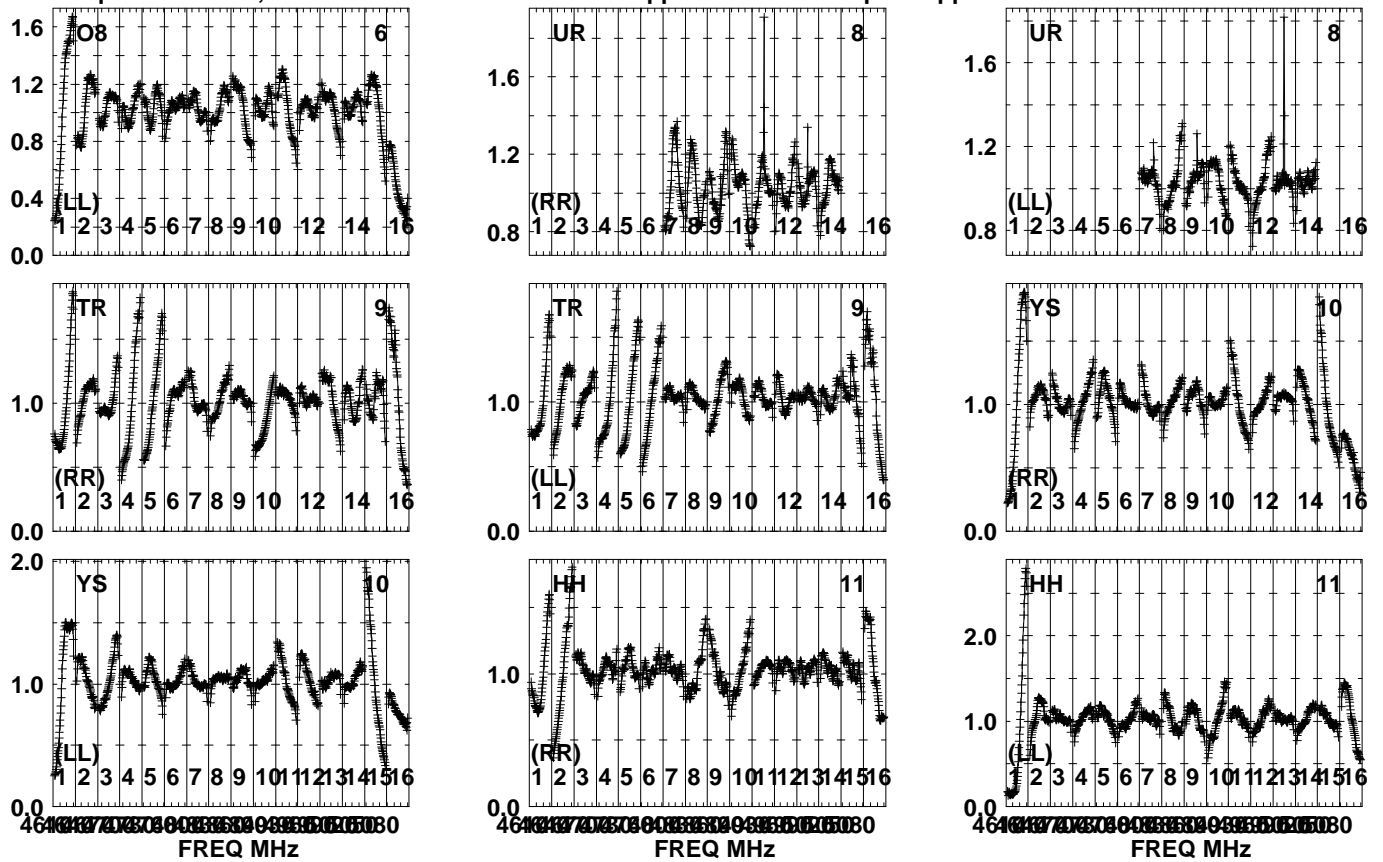 1.6 O8 6
1.2
0.8
0.4 (LL)
1 2 3 4 5 6 7 8 9 10 12 14 16
0.0
UR 8
1.6
1.2
(RR)
0.8 1 2 3 4 5 6 7 8 9 10 12 14 16
UR 8
1.6
1.2
(LL)
0.8 1 2 3 4 5 6 7 8 9 10 12 14 16
TR 9
1.0
(RR)
1 2 3 4 5 6 7 8 9 10 12 14 16
0.0
TR 9
1.0
(LL)
1 2 3 4 5 6 7 8 9 10 12 14 16
0.0
YS 10
1.0
(RR)
1 2 3 4 5 6 7 8 9 10 12 14 16
0.0
2.0 YS 10
1.0
(LL)
1 2 3 4 5 6 7 8 9 10 11 12 13 14 15 16
0.0
FREQ MHz
HH 11
1.0
(RR)
1 2 3 4 5 6 7 8 9 10 11 12 13 14 15 16
0.0
FREQ MHz
HH 11
2.0
1.0
(LL)
1 2 3 4 5 6 7 8 9 10 11 12 13 14 15 16
0.0
FREQ MHz